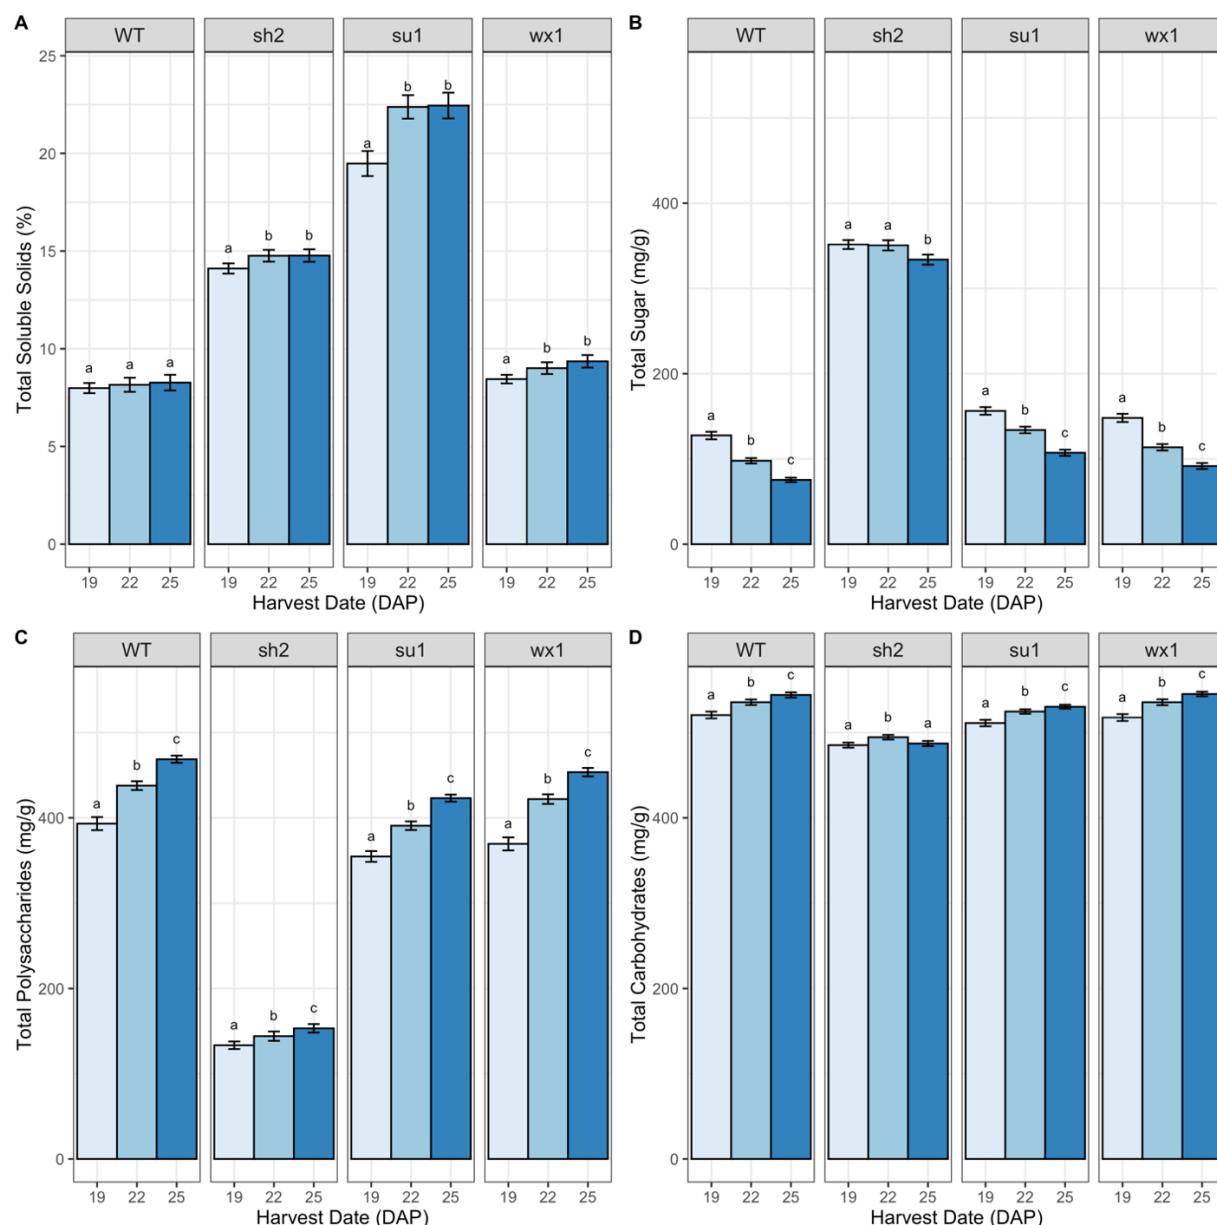 A
WT sh2 su1 wx1
Total Soluble Solids (%)
25
20
15
10
5
0
a a a a b b a b b a b b
19 22 25 19 22 25 19 22 25 19 22 25
Harvest Date (DAP)
B
WT sh2 su1 wx1
Total Sugar (mg/g)
400
200
0
a b c a a b a b c a b c
19 22 25 19 22 25 19 22 25 19 22 25
Harvest Date (DAP)
C
WT sh2 su1 wx1
Total Polysaccharides (mg/g)
400
200
0
a b c a b c a b c a b c
19 22 25 19 22 25 19 22 25 19 22 25
Harvest Date (DAP)
D
WT sh2 su1 wx1
Total Carbohydrates (mg/g)
400
200
0
a b c a b a a b c a b c
19 22 25 19 22 25 19 22 25 19 22 25
Harvest Date (DAP)